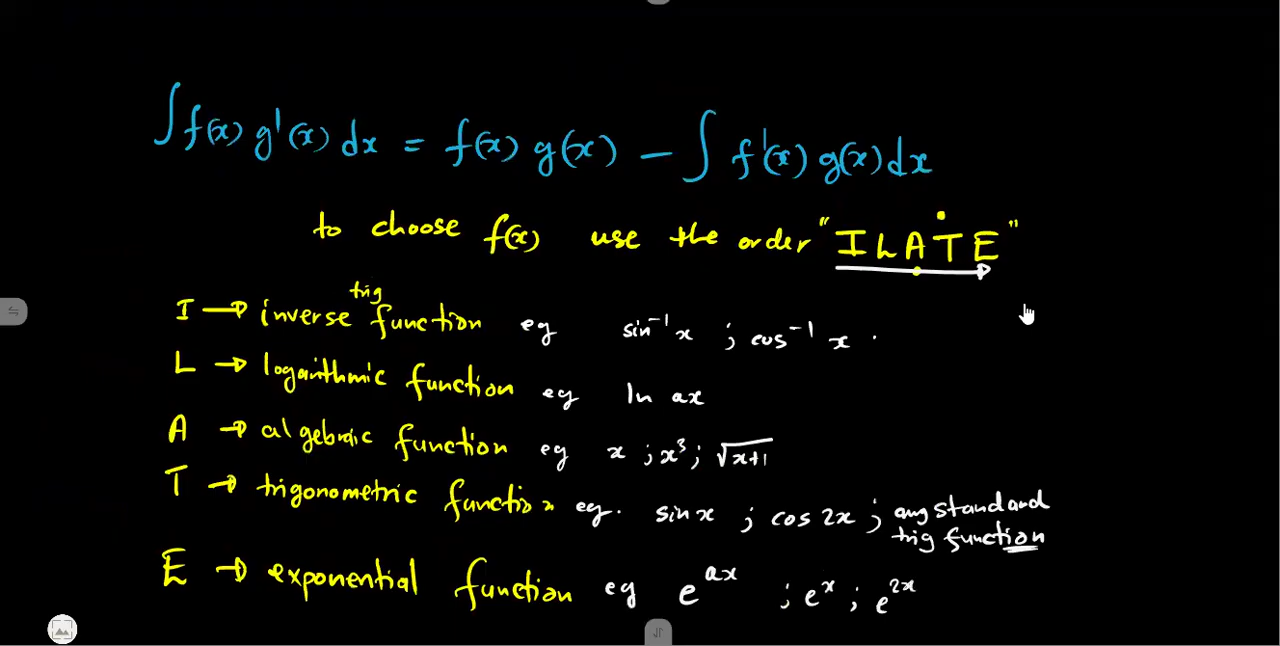 ∫f(x) g'(x) dx = f(x) g(x) − ∫ f'(x) g(x) dx
to choose f(x) use the order "ILATE"
I → inverse trig function eg sin⁻¹ x ; cos⁻¹ x .
L → logarithmic function eg ln ax
A → algebraic function eg x ; x³ ; √x+1
T → trigonometric function eg. sin x ; cos 2x ; any standard
trig function
E → exponential function eg e^ax ; e^x ; e^2x